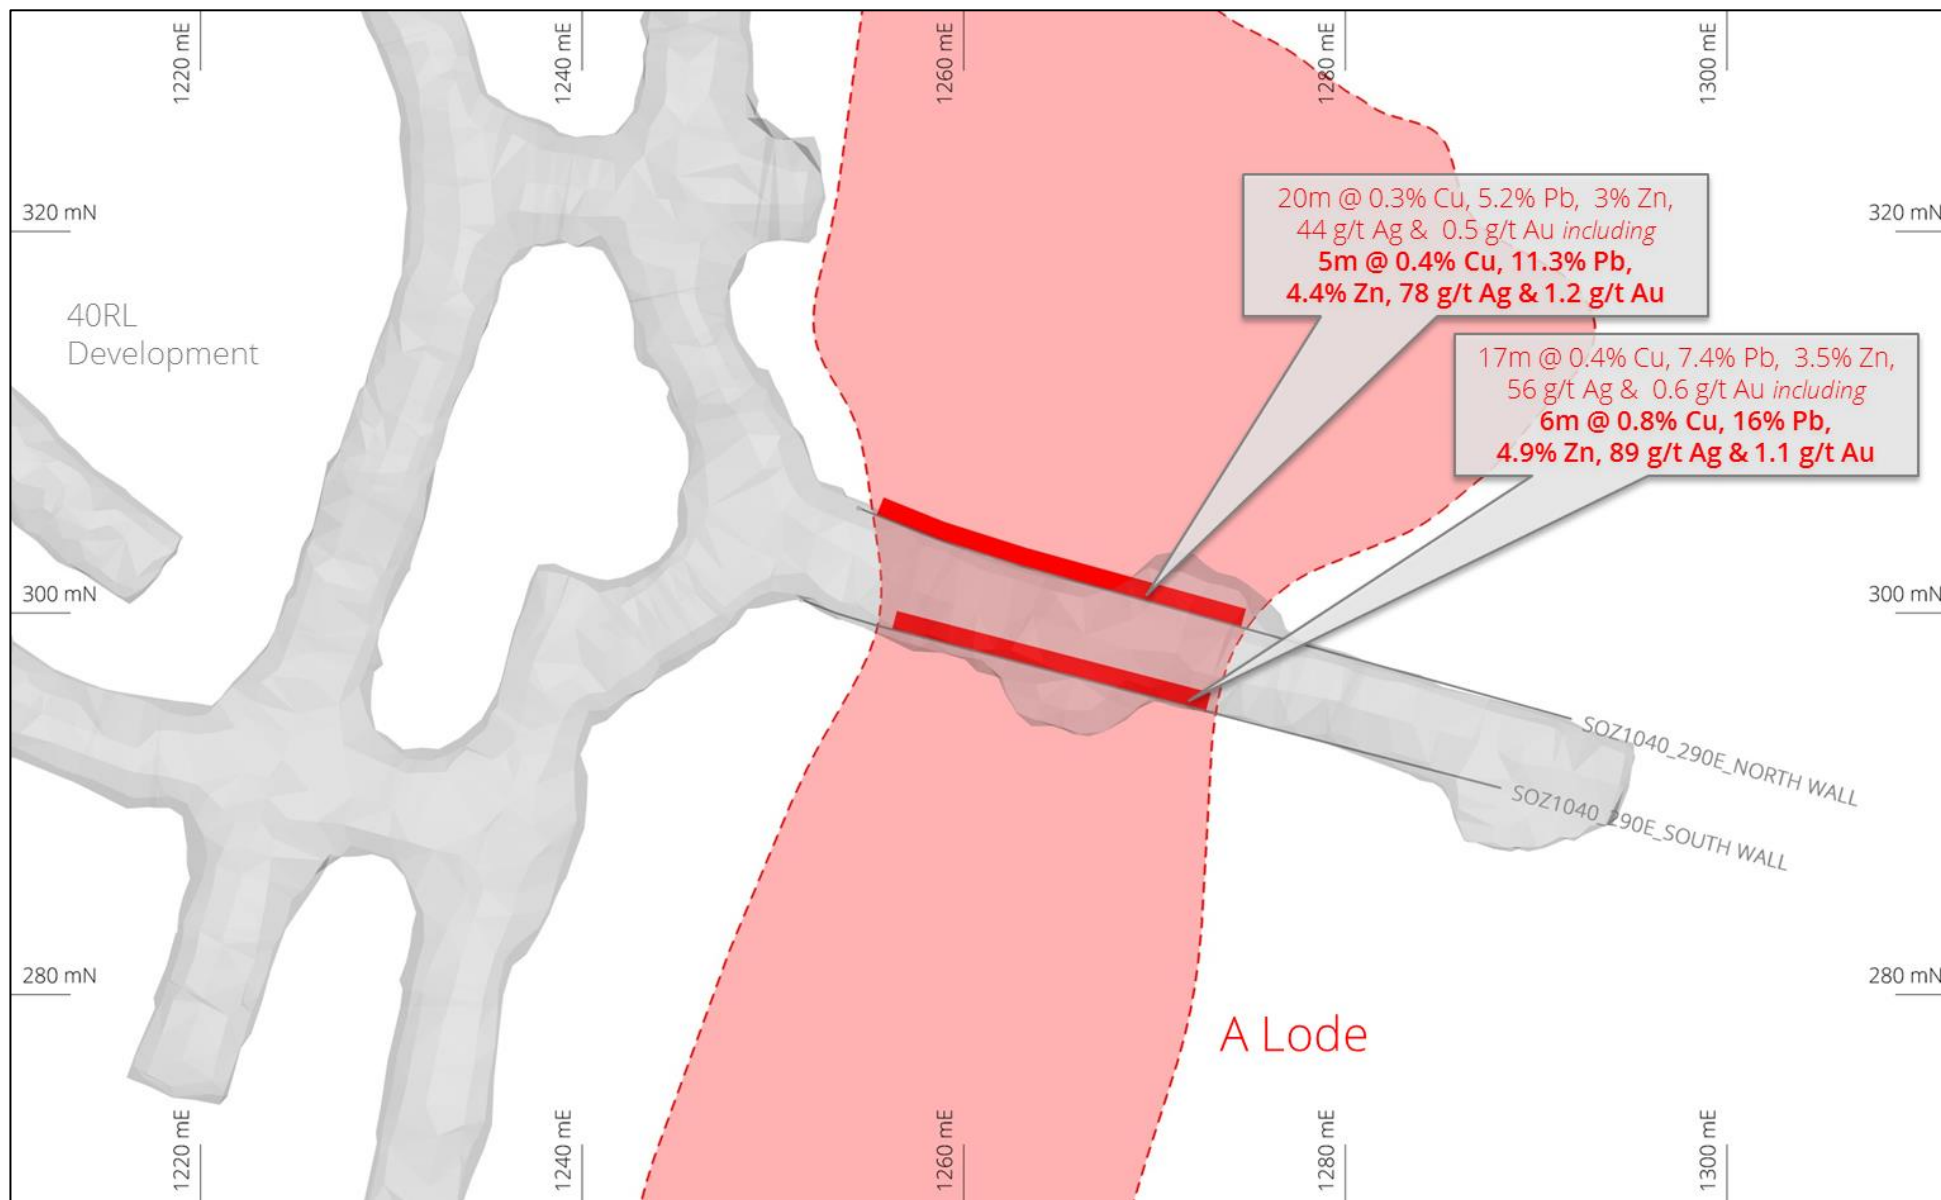 1220 mE
1240 mE
1260 mE
1280 mE
1300 mE
320 mN
320 mN
20m @ 0.3% Cu, 5.2% Pb, 3% Zn,
44 g/t Ag & 0.5 g/t Au including
5m @ 0.4% Cu, 11.3% Pb,
4.4% Zn, 78 g/t Ag & 1.2 g/t Au
40RL
Development
17m @ 0.4% Cu, 7.4% Pb, 3.5% Zn,
56 g/t Ag & 0.6 g/t Au including
6m @ 0.8% Cu, 16% Pb,
4.9% Zn, 89 g/t Ag & 1.1 g/t Au
300 mN
300 mN
SOZ1040_290E_NORTH WALL
SOZ1040_290E_SOUTH WALL
280 mN
280 mN
A Lode
1220 mE
1240 mE
1260 mE
1280 mE
1300 mE